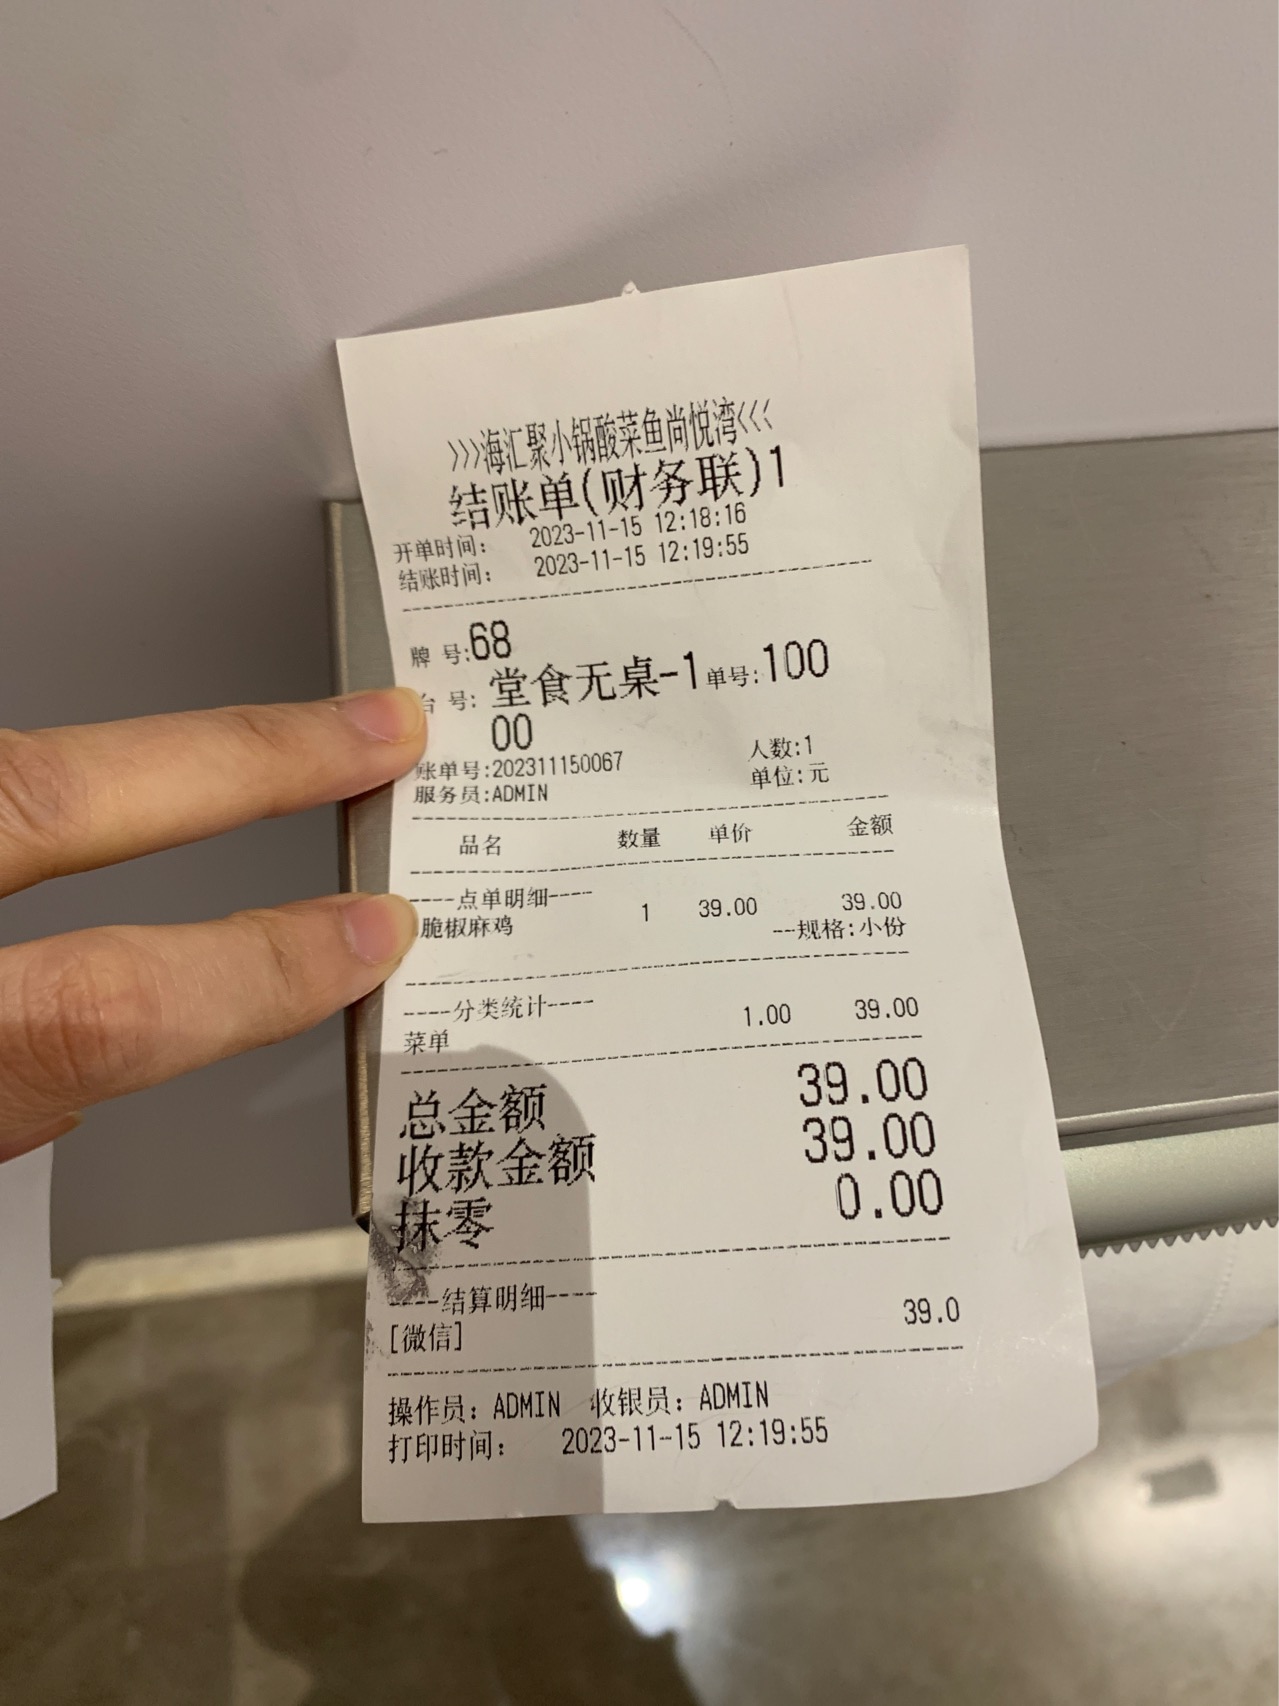 >>>海汇聚小锅酸菜鱼尚悦湾<<<
结账单(财务联)1
开单时间: 2023-11-15 12:18:16
结账时间: 2023-11-15 12:19:55
牌 号:68
台 号: 堂食无桌-1 单号:100
00
账单号:202311150067 人数:1
服务员:ADMIN 单位:元
品名 数量 单价 金额
----点单明细----
脆椒麻鸡 1 39.00 39.00
---规格:小份
----分类统计----
菜单 1.00 39.00
总金额 39.00
收款金额 39.00
抹零 0.00
----结算明细----
[微信] 39.0
操作员: ADMIN 收银员: ADMIN
打印时间: 2023-11-15 12:19:55